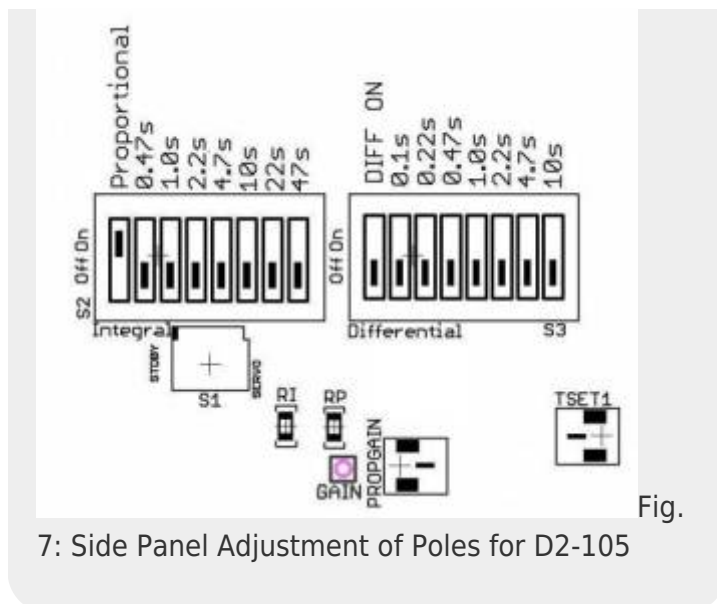 Proportional
0.47s
1.0s
2.2s
4.7s
10s
22s
47s
DIFF ON
0.1s
0.22s
0.47s
1.0s
2.2s
4.7s
10s
S2 Off On
Off On
Integral
Differential S3
STDBY
SERVO
S1
RI RP
TSET1
PROPGAIN
GAIN
Fig.
7: Side Panel Adjustment of Poles for D2-105